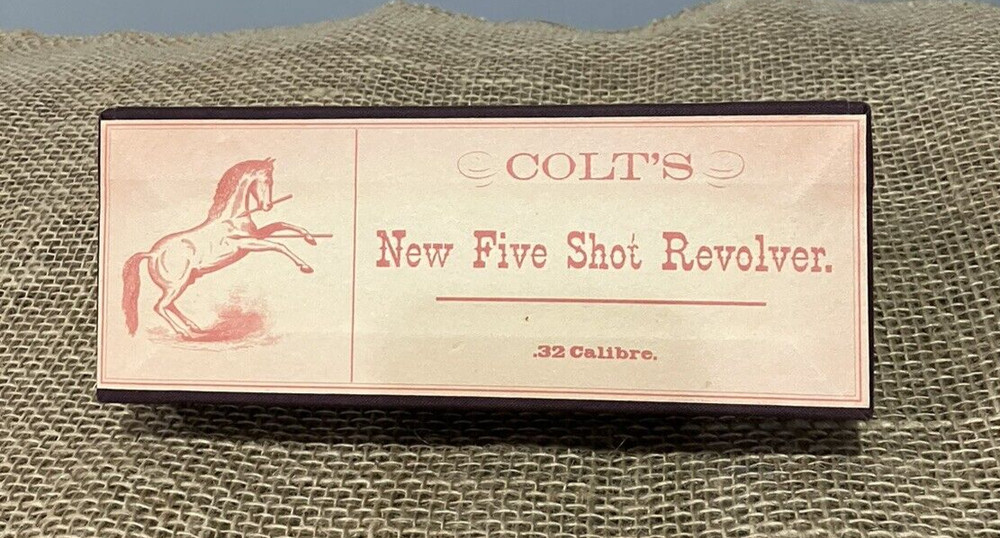 COLT'S
New Five Shot Revolver.
.32 Calibre.